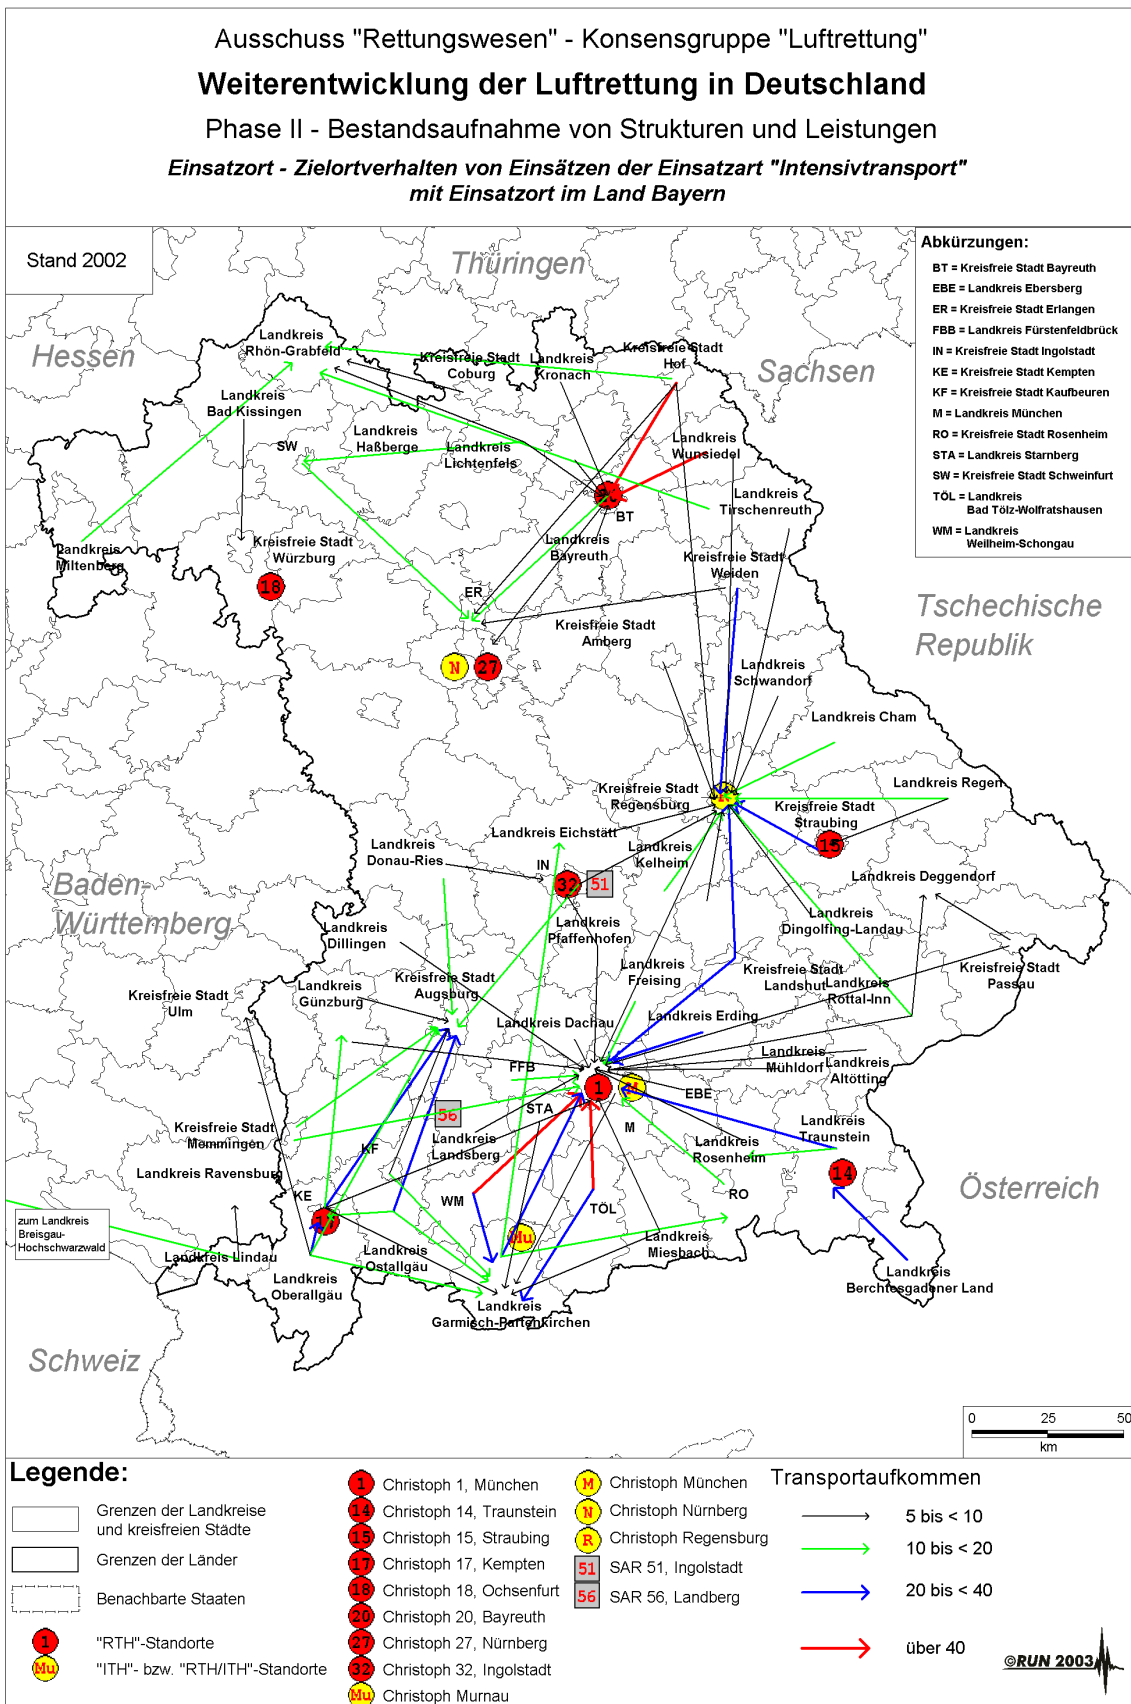 Ausschuss "Rettungswesen" - Konsensgruppe "Luftrettung"
Weiterentwicklung der Luftrettung in Deutschland
Phase II - Bestandsaufnahme von Strukturen und Leistungen
Einsatzort - Zielortverhalten von Einsätzen der Einsatzart "Intensivtransport"
mit Einsatzort im Land Bayern
Stand 2002
Abkürzungen:
BT = Kreisfreie Stadt Bayreuth
EBE = Landkreis Ebersberg
ER = Kreisfreie Stadt Erlangen
FBB = Landkreis Fürstenfeldbrück
IN = Kreisfreie Stadt Ingolstadt
KE = Kreisfreie Stadt Kempten
KF = Kreisfreie Stadt Kaufbeuren
M = Landkreis München
RO = Kreisfreie Stadt Rosenheim
STA = Landkreis Starnberg
SW = Kreisfreie Stadt Schweinfurt
TÖL = Landkreis
Bad Tölz-Wolfratshausen
WM = Landkreis
Weilheim-Schongau
Thüringen
Hessen
Sachsen
Tschechische
Republik
Baden-
Württemberg
Österreich
Schweiz
Landkreis
Rhön-Grabfeld
Kreisfreie Stadt
Coburg
Landkreis
Kronach
Kreisfreie Stadt
Hof
Landkreis
Bad Kissingen
SW
Landkreis
Haßberge
Landkreis
Lichtenfels
Landkreis
Wunsiedel
Landkreis
Tirschenreuth
BT
Landkreis
Miltenberg
Kreisfreie Stadt
Würzburg
18
Landkreis
Bayreuth
Kreisfreie Stadt
Weiden
ER
Kreisfreie Stadt
Amberg
N
27
Landkreis
Schwandorf
Landkreis Cham
Landkreis Regen
Kreisfreie Stadt
Regensburg
R
Kreisfreie Stadt
Straubing
15
Landkreis Eichstätt
Landkreis
Donau-Ries
IN
32
51
Landkreis
Kelheim
Landkreis Deggendorf
Landkreis
Dillingen
Landkreis
Pfaffenhofen
Landkreis
Dingolfing-Landau
Landkreis
Freising
Kreisfreie Stadt
Landshut
Landkreis
Rottal-Inn
Kreisfreie Stadt
Passau
Kreisfreie Stadt
Ulm
Landkreis
Günzburg
Kreisfreie Stadt
Augsburg
Landkreis Dachau
Landkreis Erding
Landkreis
Mühldorf
Landkreis
Altötting
FFB
1
M
EBE
STA
56
M
Kreisfreie Stadt
Memmingen
KF
Landkreis
Landsberg
Landkreis
Rosenheim
Landkreis
Traunstein
14
Landkreis Ravensburg
KE
WM
TÖL
RO
zum Landkreis
Breisgau-
Hochschwarzwald
Mu
Landkreis Lindau
Landkreis
Ostallgäu
Landkreis
Miesbach
Landkreis
Oberallgäu
Landkreis
Garmisch-Partenkirchen
Landkreis
Berchtesgadener Land
0 25 50
km
Legende:
Grenzen der Landkreise
und kreisfreien Städte
Grenzen der Länder
Benachbarte Staaten
1 "RTH"-Standorte
Mu "ITH"- bzw. "RTH/ITH"-Standorte
1 Christoph 1, München
14 Christoph 14, Traunstein
15 Christoph 15, Straubing
17 Christoph 17, Kempten
18 Christoph 18, Ochsenfurt
20 Christoph 20, Bayreuth
27 Christoph 27, Nürnberg
32 Christoph 32, Ingolstadt
Mu Christoph Murnau
M Christoph München
N Christoph Nürnberg
R Christoph Regensburg
51 SAR 51, Ingolstadt
56 SAR 56, Landberg
Transportaufkommen
5 bis < 10
10 bis < 20
20 bis < 40
über 40
©RUN 2003